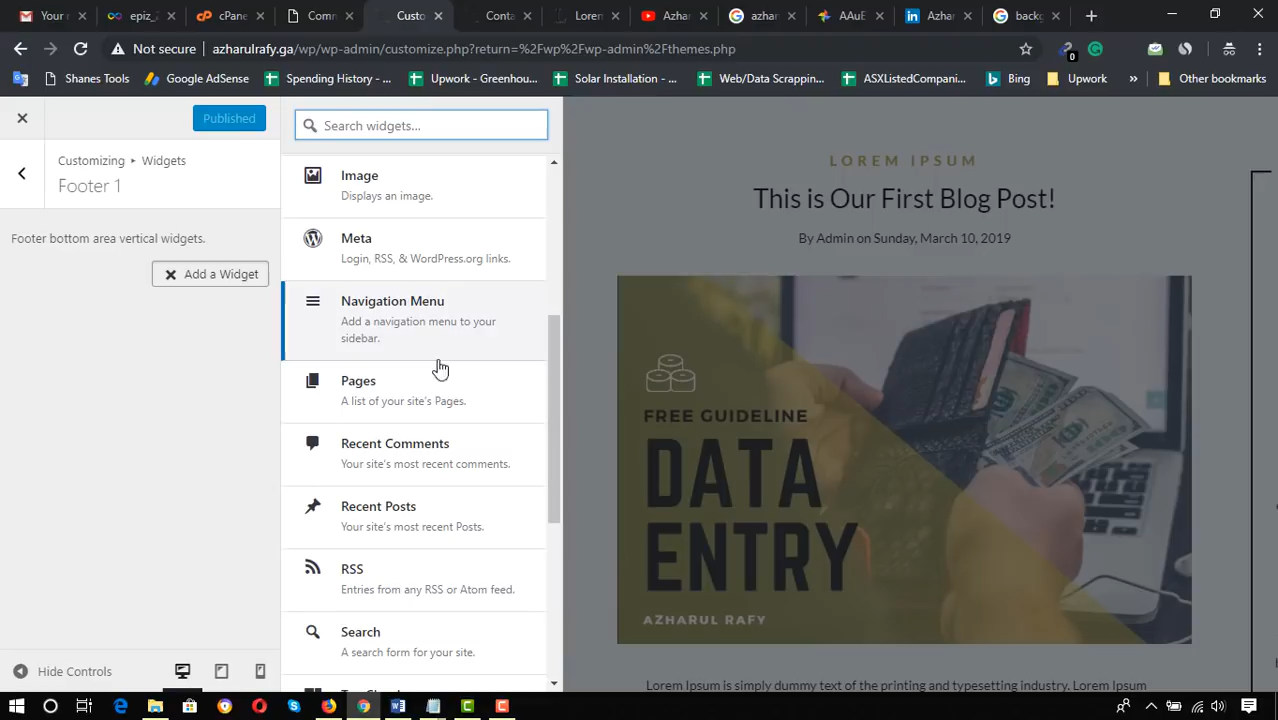 Your
epiz_
cPane
Comm
Custo
Conta
Loren
Azhar
azhar
AAuE
Azhar
backg
Not secure
azharulrafy.ga/wp/wp-admin/customize.php?return=%2Fwp%2Fwp-admin%2Fthemes.php
0
Shanes Tools
Google AdSense
Spending History - ...
Upwork - Greenhou...
Solar Installation - ...
Web/Data Scrappin...
ASXListedCompani...
Bing
Upwork
»
Other bookmarks
Published
Search widgets...
Customizing ▸ Widgets
Footer 1
Footer bottom area vertical widgets.
Add a Widget
Image
Displays an image.
Meta
Login, RSS, & WordPress.org links.
Navigation Menu
Add a navigation menu to your
sidebar.
Pages
A list of your site's Pages.
Recent Comments
Your site's most recent comments.
Recent Posts
Your site's most recent Posts.
RSS
Entries from any RSS or Atom feed.
Search
A search form for your site.
Hide Controls
LOREM IPSUM
This is Our First Blog Post!
By Admin on Sunday, March 10, 2019
FREE GUIDELINE
DATA
ENTRY
AZHARUL RAFY
Lorem Ipsum is simply dummy text of the printing and typesetting industry. Lorem Ipsum